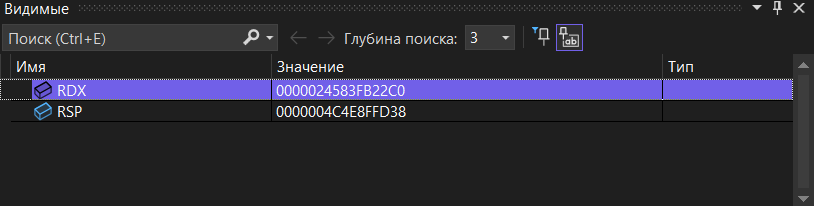 Видимые
Поиск (Ctrl+E) Глубина поиска: 3
Имя Значение Тип
RDX 0000024583FB22C0
RSP 0000004C4E8FFD38